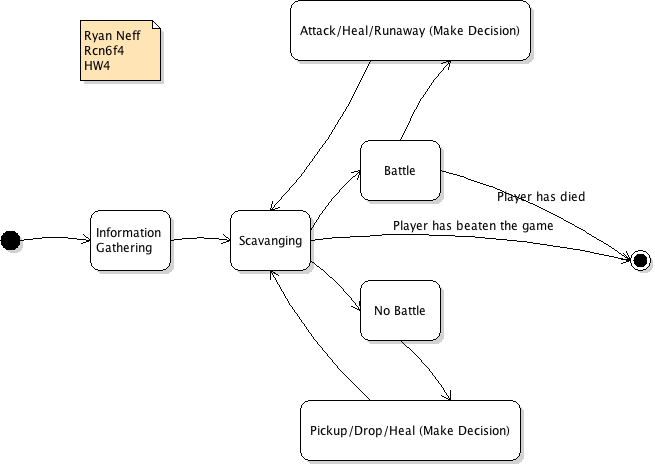 Ryan Neff
Rcn6f4
HW4
Attack/Heal/Runaway (Make Decision)
Battle
Player has died
Player has beaten the game
Information
Gathering
Scavanging
No Battle
Pickup/Drop/Heal (Make Decision)